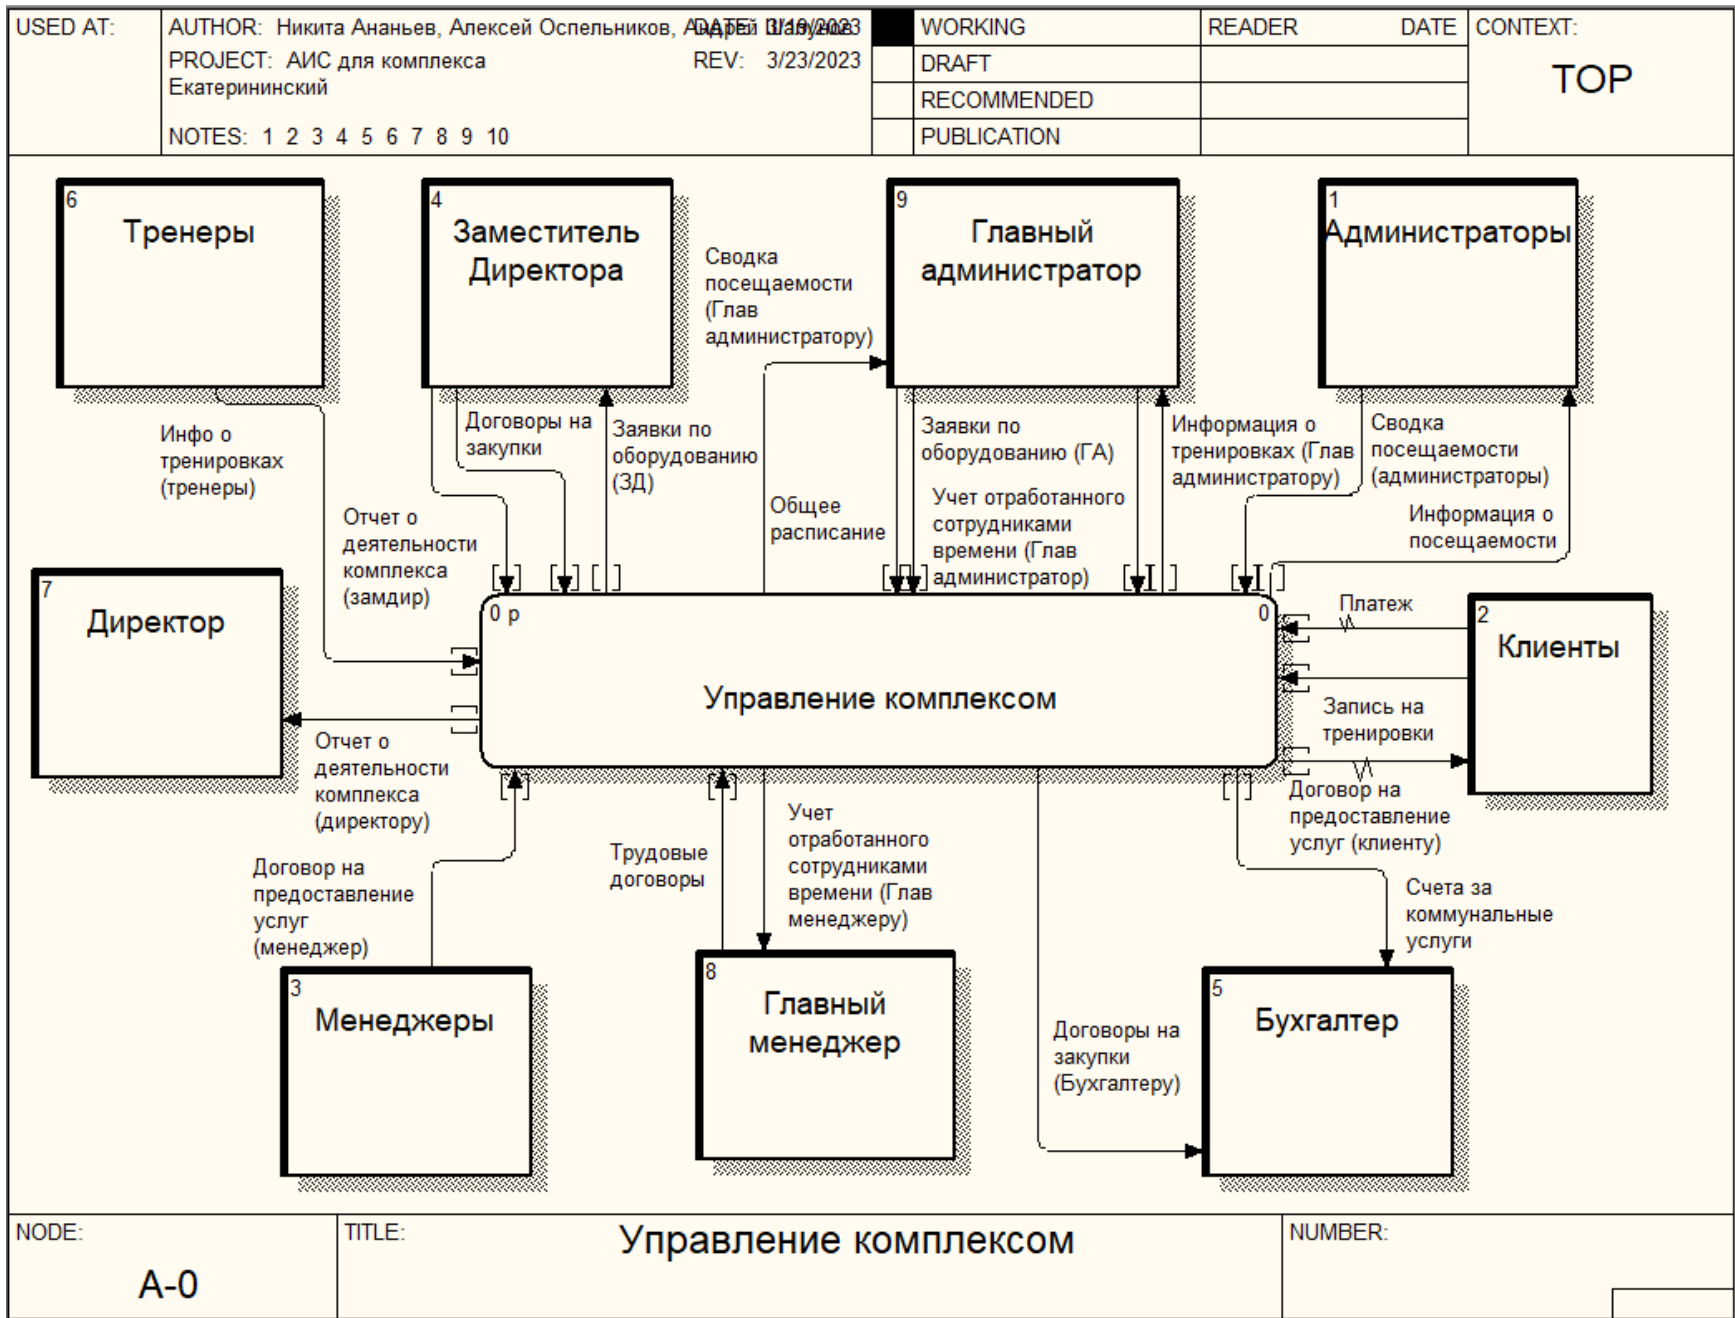 USED AT:
AUTHOR: Никита Ананьев, Алексей Оспельников, Андрей
DATE: 3/19/2023
PROJECT: АИС для комплекса
Екатерининский
REV: 3/23/2023
NOTES: 1 2 3 4 5 6 7 8 9 10
WORKING
DRAFT
RECOMMENDED
PUBLICATION
READER DATE
CONTEXT:
TOP
6
Тренеры
4
Заместитель
Директора
Сводка
посещаемости
(Глав
администратору)
9
Главный
администратор
1
Администраторы
Инфо о
тренировках
(тренеры)
Договоры на
закупки
Заявки по
оборудованию
(ЗД)
Заявки по
оборудованию (ГА)
Информация о
тренировках (Глав
администратору)
Сводка
посещаемости
(администраторы)
Отчет о
деятельности
комплекса
(замдир)
Общее
расписание
Учет отработанного
сотрудниками
времени (Глав
администратор)
Информация о
посещаемости
7
Директор
0 р
0
Управление комплексом
Платеж
2
Клиенты
Запись на
тренировки
Отчет о
деятельности
комплекса
(директору)
Договор на
предоставление
услуг (клиенту)
Договор на
предоставление
услуг
(менеджер)
Трудовые
договоры
Учет
отработанного
сотрудниками
времени (Глав
менеджеру)
Счета за
коммунальные
услуги
3
Менеджеры
8
Главный
менеджер
Договоры на
закупки
(Бухгалтеру)
5
Бухгалтер
NODE:
A-0
TITLE:
Управление комплексом
NUMBER: